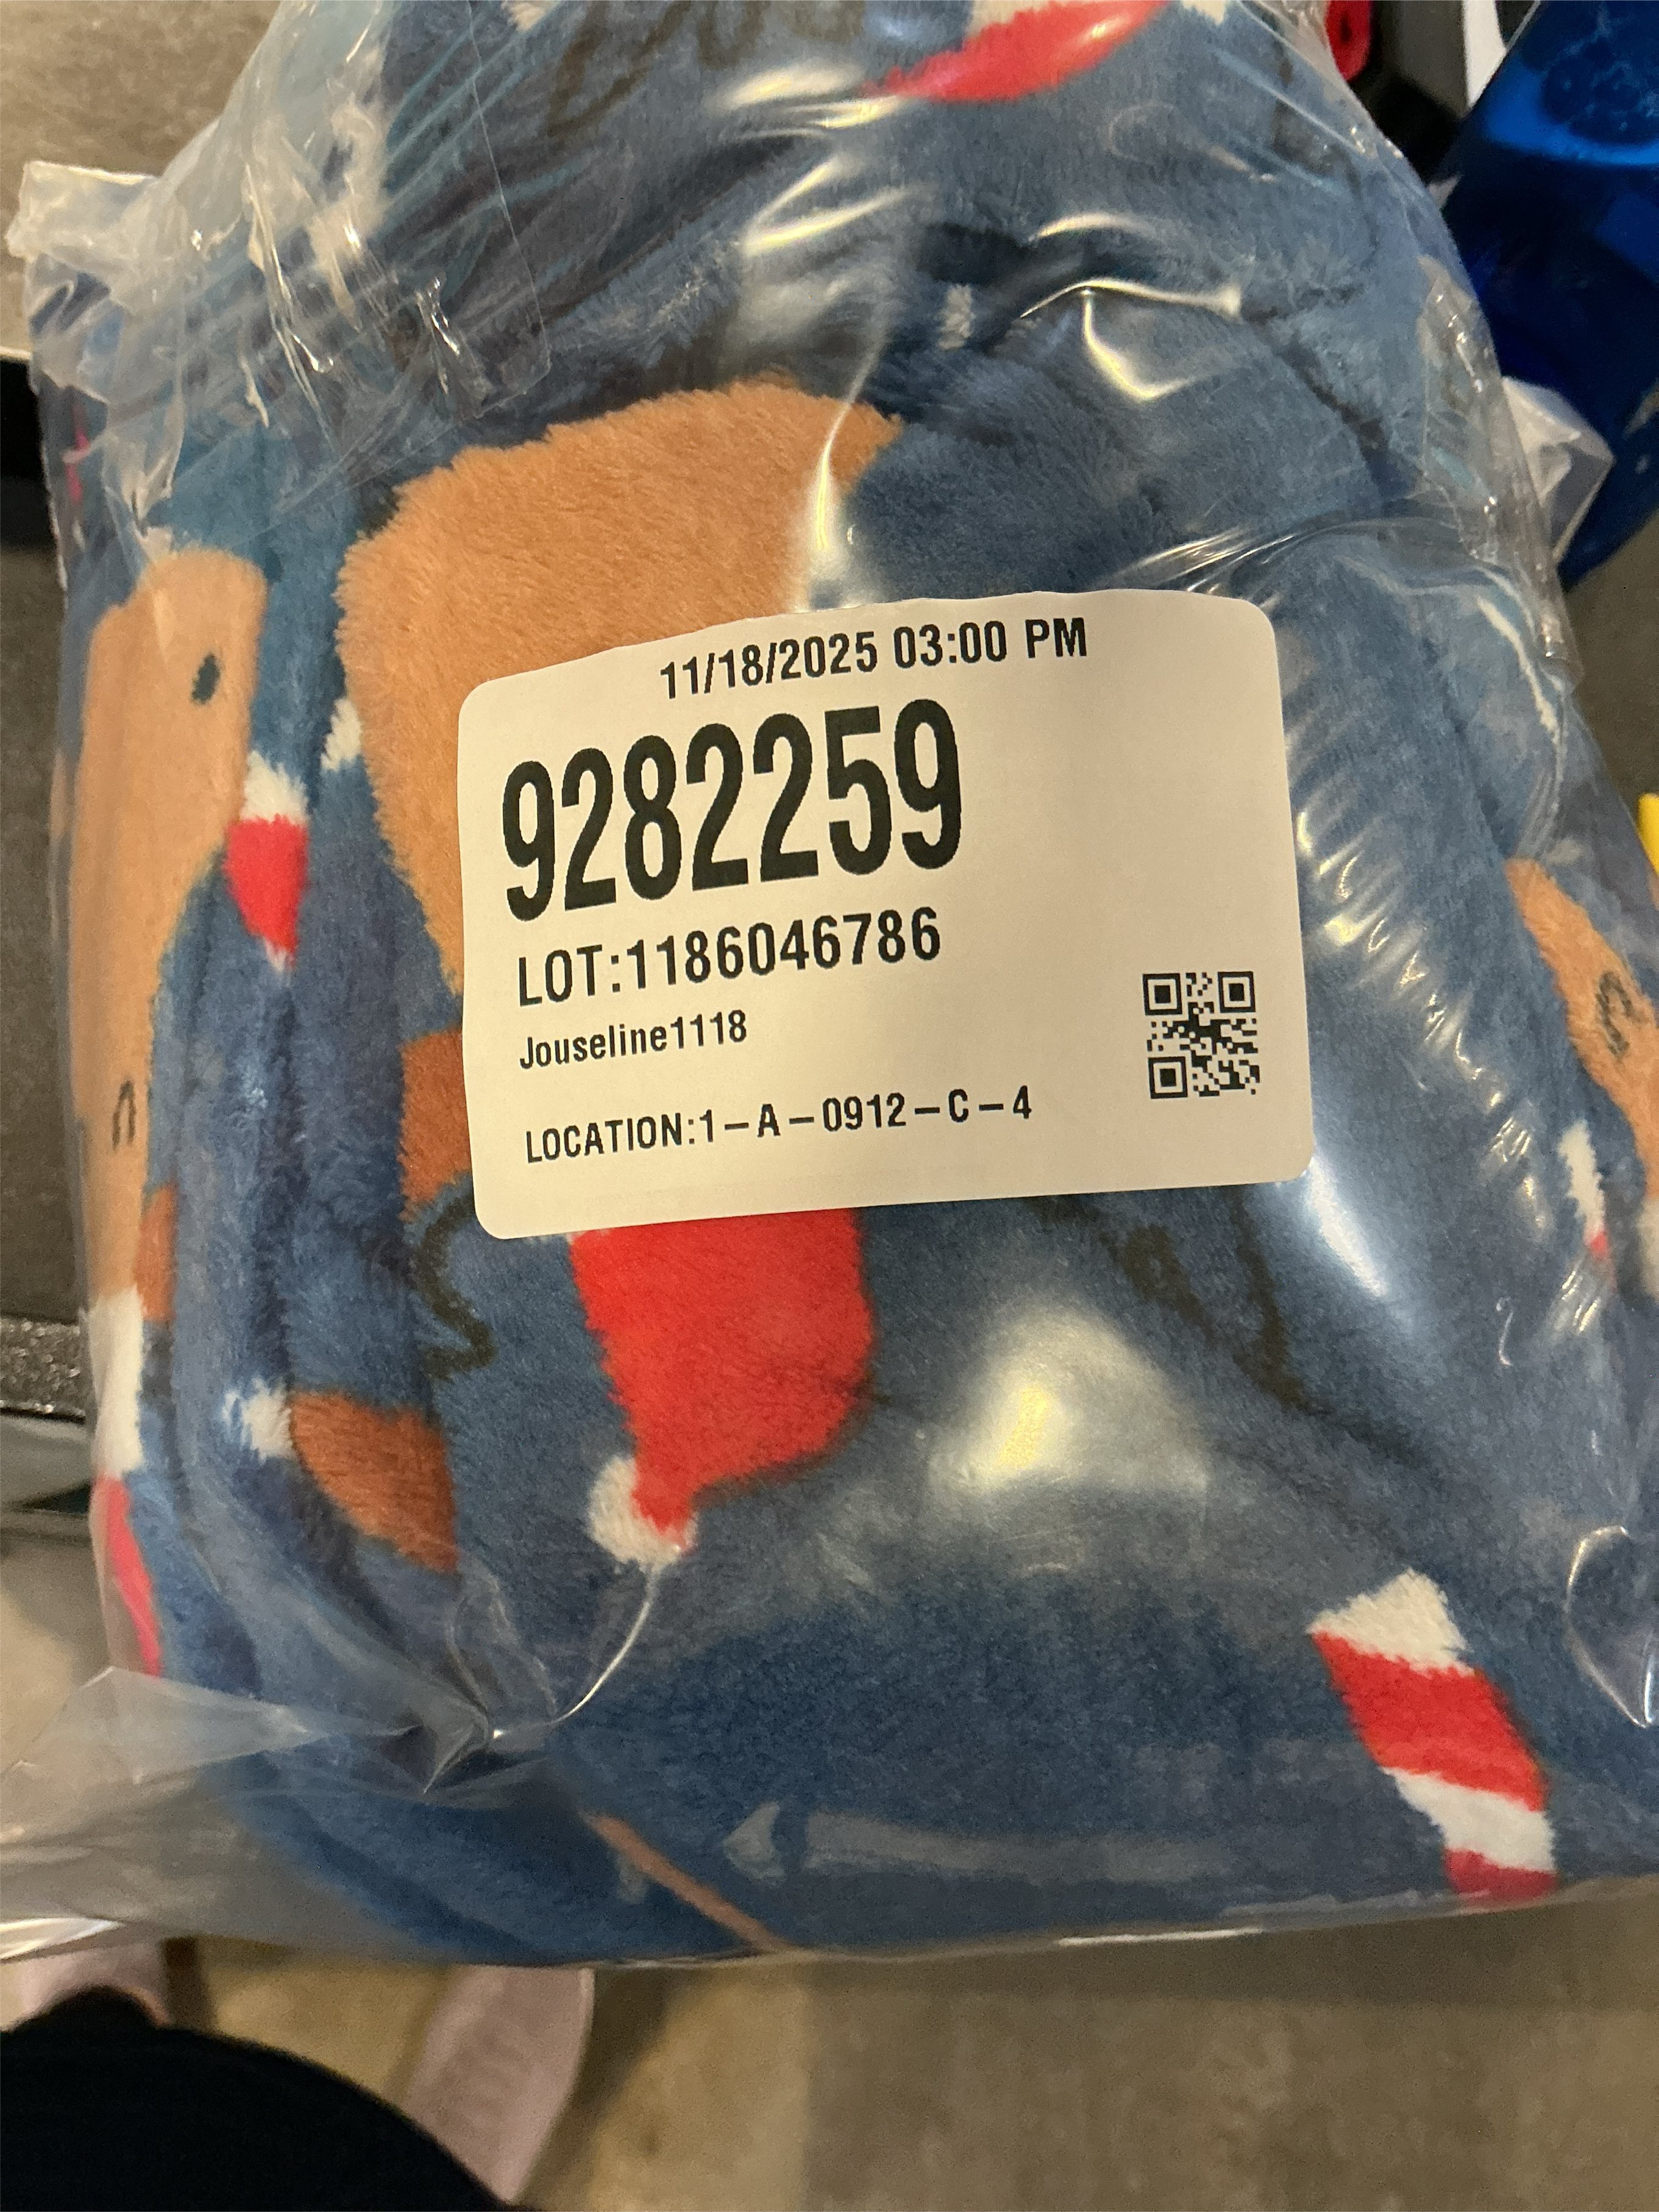 11/18/2025 03:00 PM
9282259
LOT:1186046786
Jouseline1118
LOCATION:1-A-0912-C-4